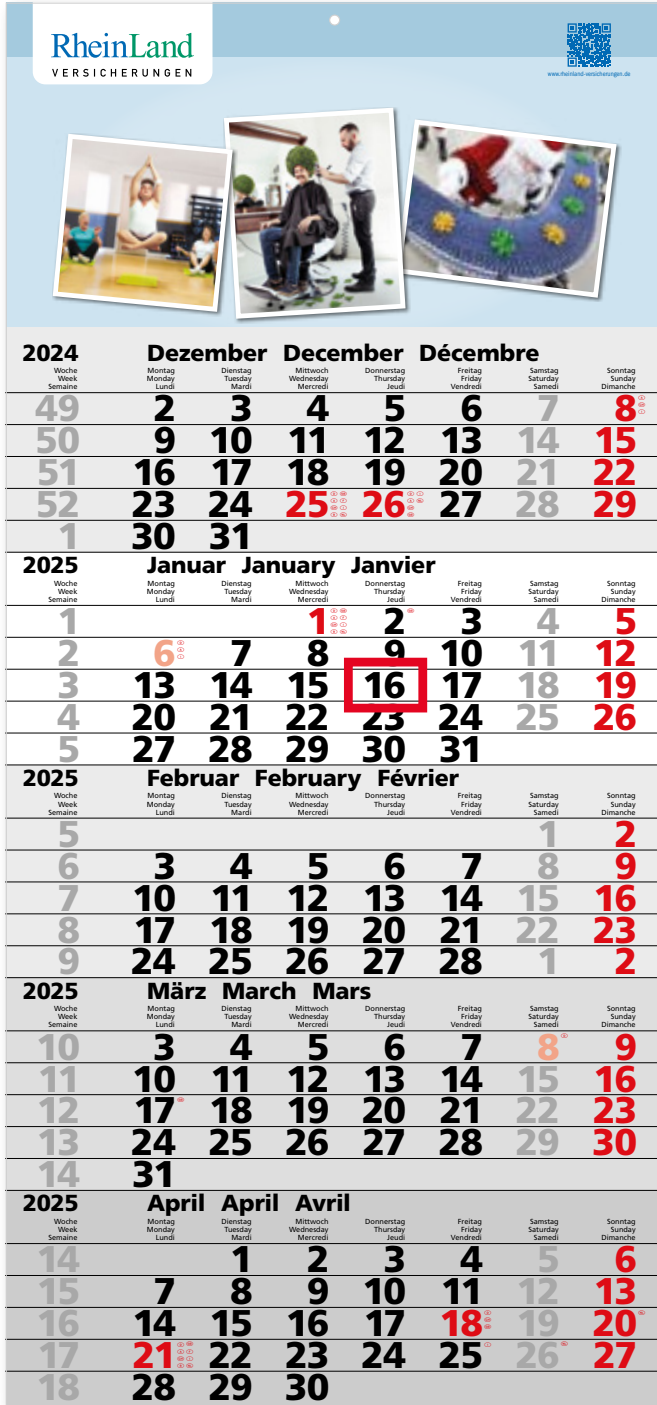 RheinLand
VERSICHERUNGEN
www.rheinland-versicherungen.de
2024 Dezember December Décembre
Woche Montag Dienstag Mittwoch Donnerstag Freitag Samstag Sonntag
Week Monday Tuesday Wednesday Thursday Friday Saturday Sunday
Semaine Lundi Mardi Mercredi Jeudi Vendredi Samedi Dimanche
49 2 3 4 5 6 7 8
50 9 10 11 12 13 14 15
51 16 17 18 19 20 21 22
52 23 24 25 26 27 28 29
1 30 31
2025 Januar January Janvier
Woche Montag Dienstag Mittwoch Donnerstag Freitag Samstag Sonntag
Week Monday Tuesday Wednesday Thursday Friday Saturday Sunday
Semaine Lundi Mardi Mercredi Jeudi Vendredi Samedi Dimanche
1 1 2 3 4 5
2 6 7 8 9 10 11 12
3 13 14 15 16 17 18 19
4 20 21 22 23 24 25 26
5 27 28 29 30 31
2025 Februar February Février
Woche Montag Dienstag Mittwoch Donnerstag Freitag Samstag Sonntag
Week Monday Tuesday Wednesday Thursday Friday Saturday Sunday
Semaine Lundi Mardi Mercredi Jeudi Vendredi Samedi Dimanche
5 1 2
6 3 4 5 6 7 8 9
7 10 11 12 13 14 15 16
8 17 18 19 20 21 22 23
9 24 25 26 27 28 1 2
2025 März March Mars
Woche Montag Dienstag Mittwoch Donnerstag Freitag Samstag Sonntag
Week Monday Tuesday Wednesday Thursday Friday Saturday Sunday
Semaine Lundi Mardi Mercredi Jeudi Vendredi Samedi Dimanche
10 3 4 5 6 7 8 9
11 10 11 12 13 14 15 16
12 17 18 19 20 21 22 23
13 24 25 26 27 28 29 30
14 31
2025 April April Avril
Woche Montag Dienstag Mittwoch Donnerstag Freitag Samstag Sonntag
Week Monday Tuesday Wednesday Thursday Friday Saturday Sunday
Semaine Lundi Mardi Mercredi Jeudi Vendredi Samedi Dimanche
14 1 2 3 4 5 6
15 7 8 9 10 11 12 13
16 14 15 16 17 18 19 20
17 21 22 23 24 25 26 27
18 28 29 30